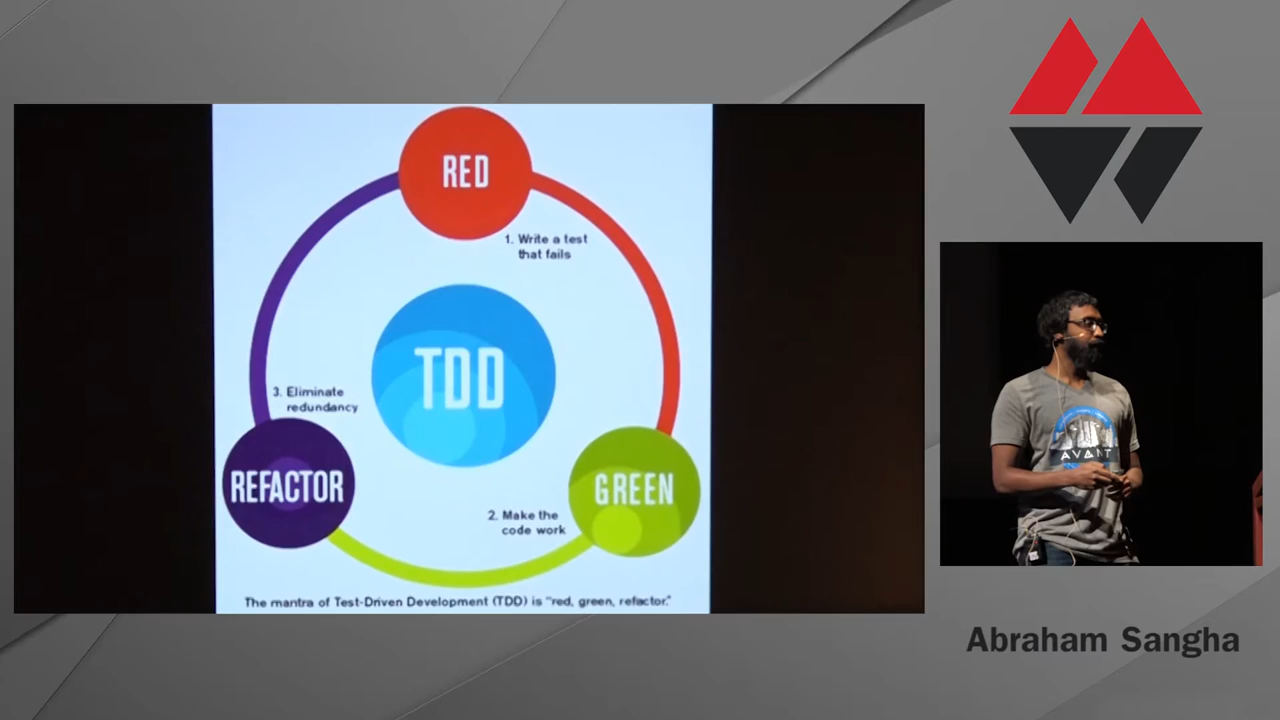 RED
1. Write a test
that fails
TDD
3. Eliminate
redundancy
REFACTOR
GREEN
2. Make the
code work
The mantra of Test-Driven Development (TDD) is "red, green, refactor."
AVANT
Abraham Sangha